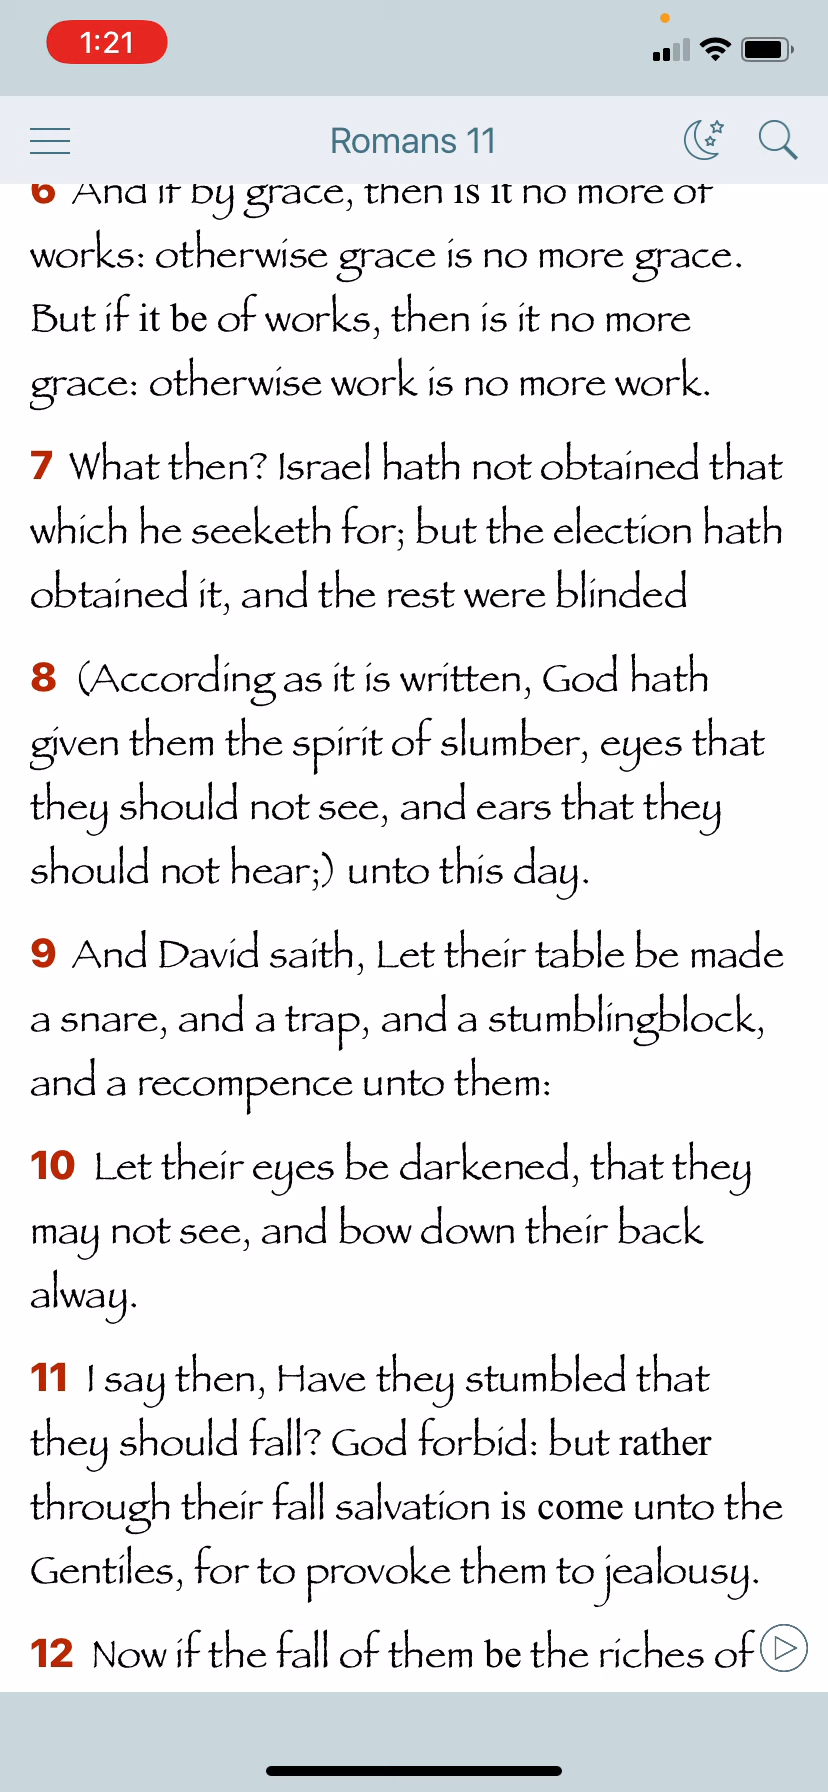 1:21
Romans 11
6 And if by grace, then is it no more of
works: otherwise grace is no more grace.
But if it be of works, then is it no more
grace: otherwise work is no more work.
7 What then? Israel hath not obtained that
which he seeketh for; but the election hath
obtained it, and the rest were blinded
8 (According as it is written, God hath
given them the spirit of slumber, eyes that
they should not see, and ears that they
should not hear;) unto this day.
9 And David saith, Let their table be made
a snare, and a trap, and a stumblingblock,
and a recompence unto them:
10 Let their eyes be darkened, that they
may not see, and bow down their back
alway.
11 I say then, Have they stumbled that
they should fall? God forbid: but rather
through their fall salvation is come unto the
Gentiles, for to provoke them to jealousy.
12 Now if the fall of them be the riches of